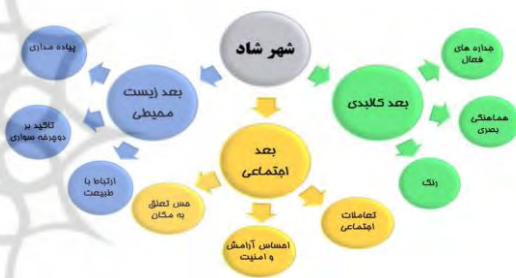 شهر شاد
بعد زیست
محیطی
پیاده مداری
تاکید بر
دوچرخه سواری
ارتباط با
طبیعت
بعد
اجتماعی
حس تعلق
به مکان
احساس آرامش
و امنیت
تعاملات
اجتماعی
بعد کالبدی
جداره های
فعال
هماهنگی
بصری
رنگ